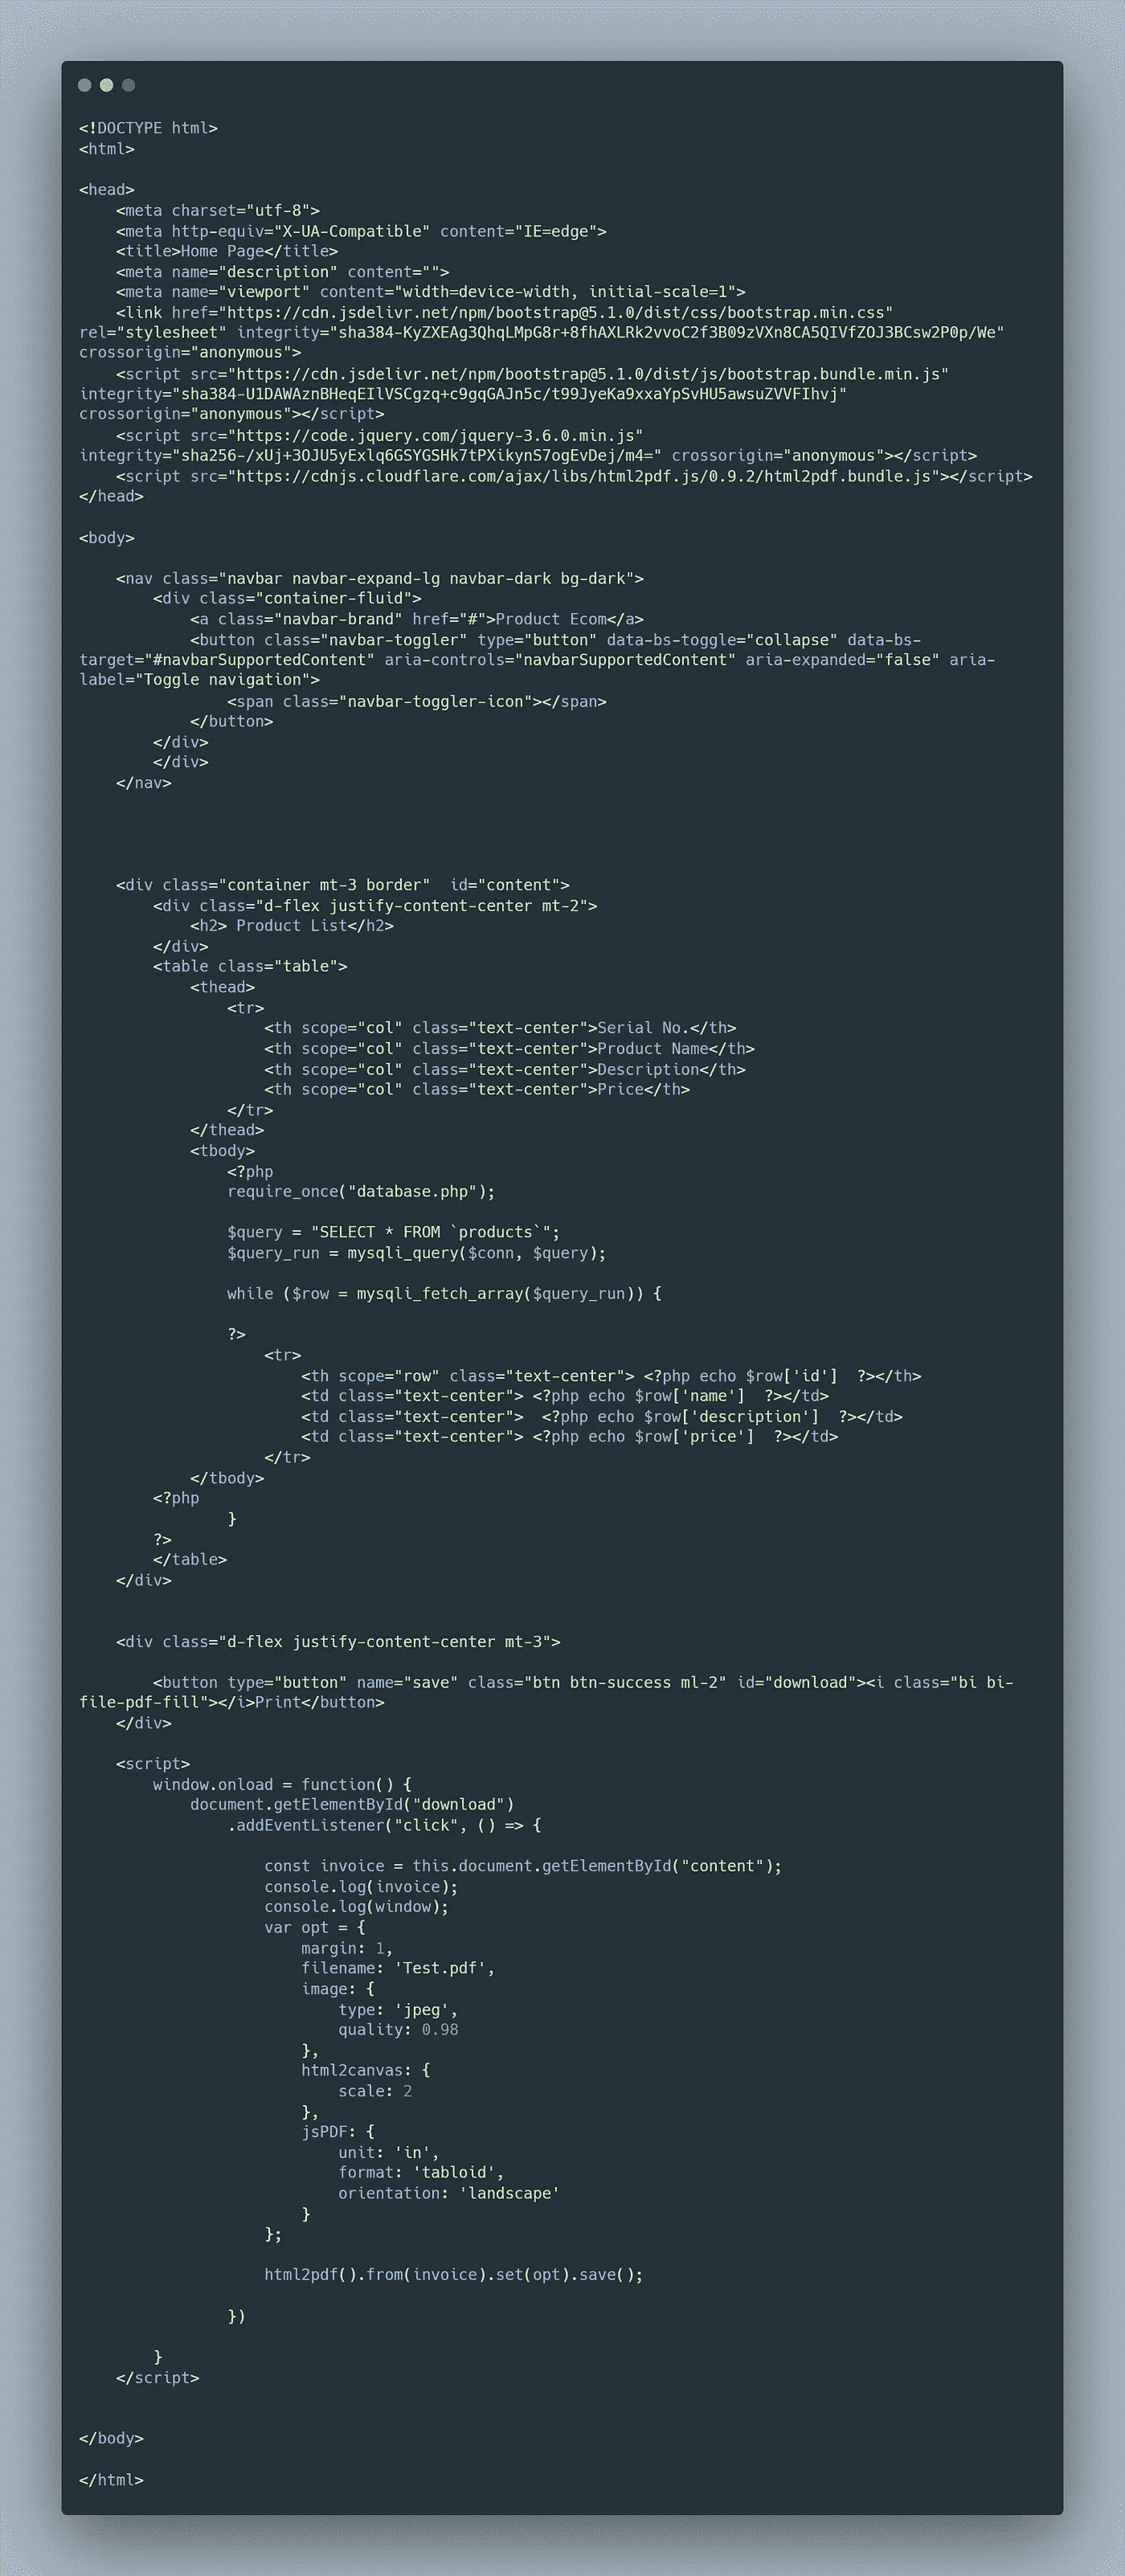 <!DOCTYPE html>
<html>
<head>
    <meta charset="utf-8">
    <meta http-equiv="X-UA-Compatible" content="IE=edge">
    <title>Home Page</title>
    <meta name="description" content="">
    <meta name="viewport" content="width=device-width, initial-scale=1">
    <link href="https://cdn.jsdelivr.net/npm/bootstrap@5.1.0/dist/css/bootstrap.min.css"
rel="stylesheet" integrity="sha384-KyZXEAg3QhqLMpG8r+8fhAXLRk2vvoC2f3B09zVXn8CA5QIVfZOJ3BCsw2P0p/We"
crossorigin="anonymous">
    <script src="https://cdn.jsdelivr.net/npm/bootstrap@5.1.0/dist/js/bootstrap.bundle.min.js"
integrity="sha384-U1DAWAznBHeqEIlVSCgzq+c9gqGAJn5c/t99JyeKa9xxaYpSvHU5awsuZVVFIhvj"
crossorigin="anonymous"></script>
    <script src="https://code.jquery.com/jquery-3.6.0.min.js"
integrity="sha256-/xUj+3OJU5yExlq6GSYGSHk7tPXikynS7ogEvDej/m4=" crossorigin="anonymous"></script>
    <script src="https://cdnjs.cloudflare.com/ajax/libs/html2pdf.js/0.9.2/html2pdf.bundle.js"></script>
</head>
<body>
    <nav class="navbar navbar-expand-lg navbar-dark bg-dark">
        <div class="container-fluid">
            <a class="navbar-brand" href="#">Product Ecom</a>
            <button class="navbar-toggler" type="button" data-bs-toggle="collapse" data-bs-
target="#navbarSupportedContent" aria-controls="navbarSupportedContent" aria-expanded="false" aria-
label="Toggle navigation">
                <span class="navbar-toggler-icon"></span>
            </button>
        </div>
        </div>
    </nav>
    <div class="container mt-3 border"  id="content">
        <div class="d-flex justify-content-center mt-2">
            <h2> Product List</h2>
        </div>
        <table class="table">
            <thead>
                <tr>
                    <th scope="col" class="text-center">Serial No.</th>
                    <th scope="col" class="text-center">Product Name</th>
                    <th scope="col" class="text-center">Description</th>
                    <th scope="col" class="text-center">Price</th>
                </tr>
            </thead>
            <tbody>
                <?php
                require_once("database.php");
                $query = "SELECT * FROM `products`";
                $query_run = mysqli_query($conn, $query);
                while ($row = mysqli_fetch_array($query_run)) {
                ?>
                    <tr>
                        <th scope="row" class="text-center"> <?php echo $row['id']  ?></th>
                        <td class="text-center"> <?php echo $row['name']  ?></td>
                        <td class="text-center">  <?php echo $row['description']  ?></td>
                        <td class="text-center"> <?php echo $row['price']  ?></td>
                    </tr>
            </tbody>
        <?php
                }
        ?>
        </table>
    </div>
    <div class="d-flex justify-content-center mt-3">
        <button type="button" name="save" class="btn btn-success ml-2" id="download"><i class="bi bi-
file-pdf-fill"></i>Print</button>
    </div>
    <script>
        window.onload = function() {
            document.getElementById("download")
                .addEventListener("click", () => {
                    const invoice = this.document.getElementById("content");
                    console.log(invoice);
                    console.log(window);
                    var opt = {
                        margin: 1,
                        filename: 'Test.pdf',
                        image: {
                            type: 'jpeg',
                            quality: 0.98
                        },
                        html2canvas: {
                            scale: 2
                        },
                        jsPDF: {
                            unit: 'in',
                            format: 'tabloid',
                            orientation: 'landscape'
                        }
                    };
                    html2pdf().from(invoice).set(opt).save();
                })
        }
    </script>
</body>
</html>